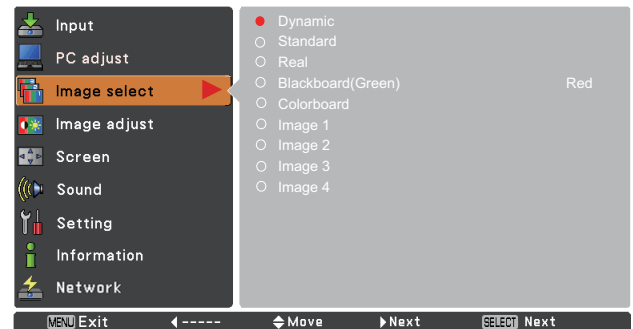 Input
PC adjust
Image select
Image adjust
Screen
Sound
Setting
Information
Network
Dynamic
Standard
Real
Blackboard(Green)
Red
Colorboard
Image 1
Image 2
Image 3
Image 4
MENU Exit ----- Move Next SELECT Next